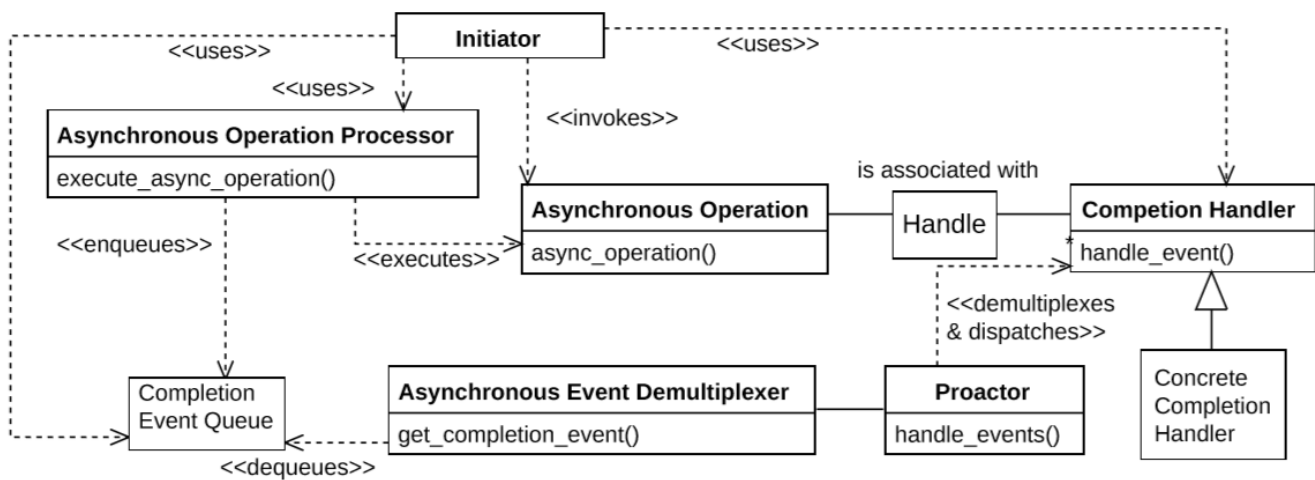 Initiator
<<uses>>
<<uses>>
<<uses>>
<<invokes>>
Asynchronous Operation Processor
execute_async_operation()
is associated with
Asynchronous Operation
async_operation()
Handle
Competion Handler
*
handle_event()
<<enqueues>>
<<executes>>
<<demultiplexes
& dispatches>>
Completion
Event Queue
Asynchronous Event Demultiplexer
get_completion_event()
Proactor
handle_events()
Concrete
Completion
Handler
<<dequeues>>